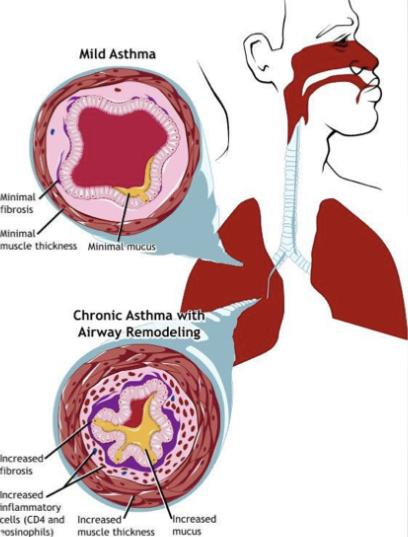 Mild Asthma
Minimal
fibrosis
Minimal
muscle thickness
Minimal mucus
Chronic Asthma with
Airway Remodeling
Increased
fibrosis
Increased
inflammatory
cells (CD4 and
eosinophils)
Increased
muscle thickness
Increased
mucus